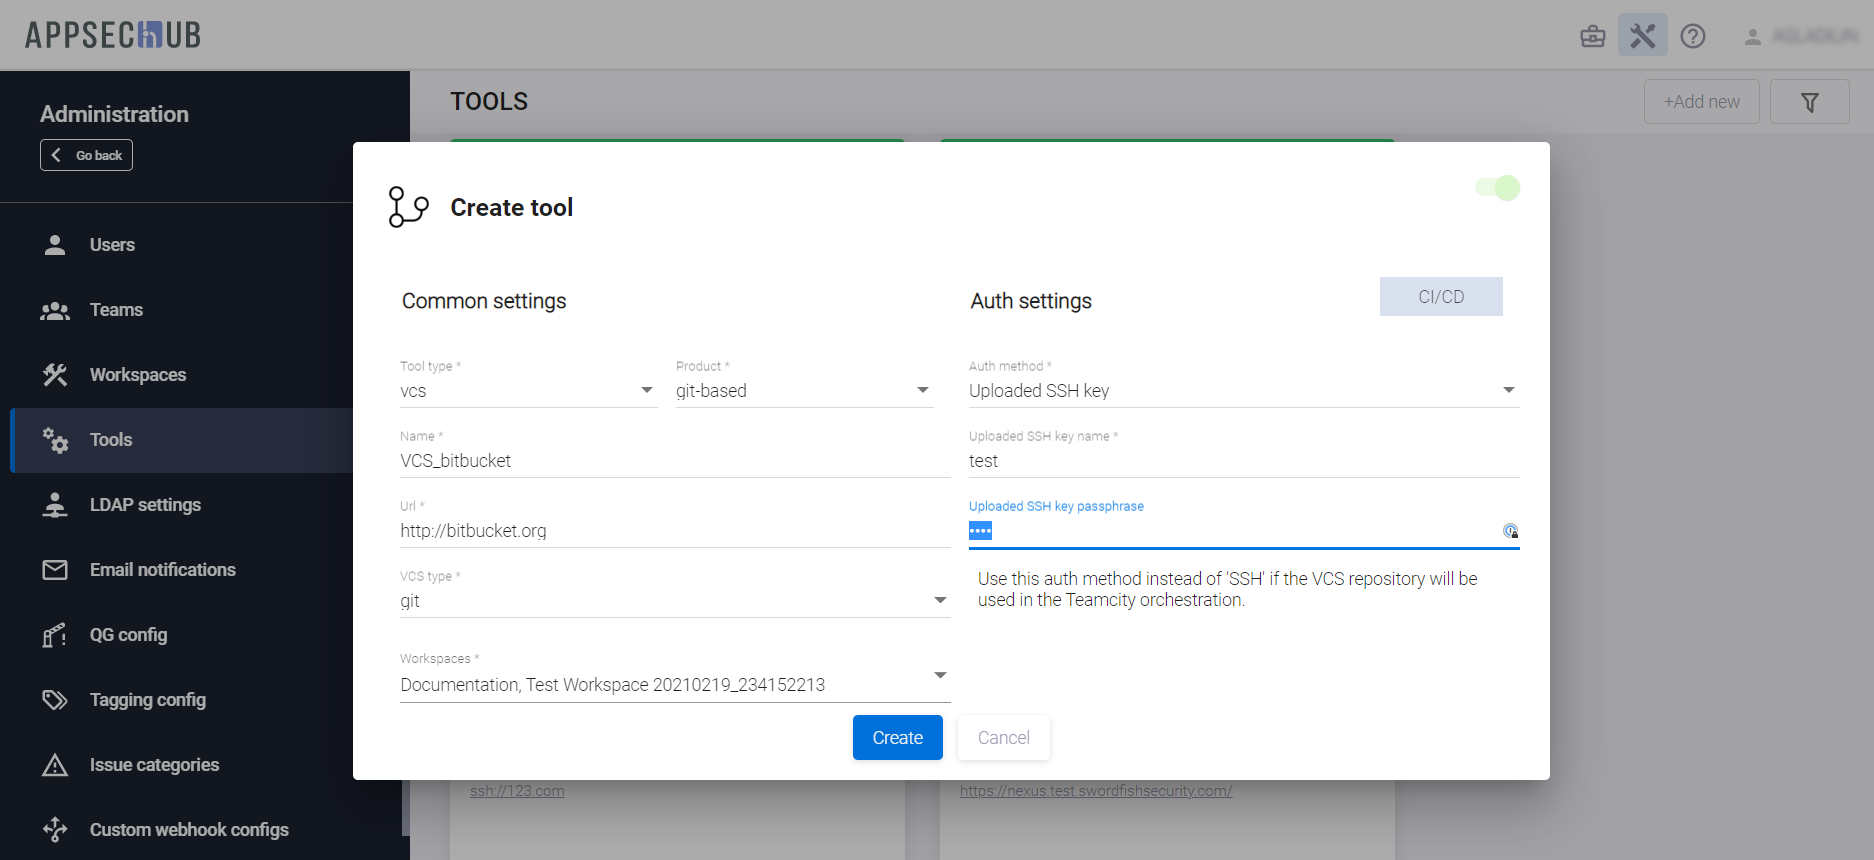 APPSECHUB
Administration
Go back
Users
Teams
Workspaces
Tools
LDAP settings
Email notifications
QG config
Tagging config
Issue categories
Custom webhook configs
TOOLS
+Add new
Create tool
Common settings
Tool type *
vcs
Product *
git-based
Name *
VCS_bitbucket
Url *
http://bitbucket.org
VCS type *
git
Workspaces *
Documentation, Test Workspace 20210219_234152213
Auth settings
CI/CD
Auth method *
Uploaded SSH key
Uploaded SSH key name *
test
Uploaded SSH key passphrase
••••
Use this auth method instead of 'SSH' if the VCS repository will be
used in the Teamcity orchestration.
Create
Cancel
ssh://123.com
https://nexus.test.swordfishsecurity.com/